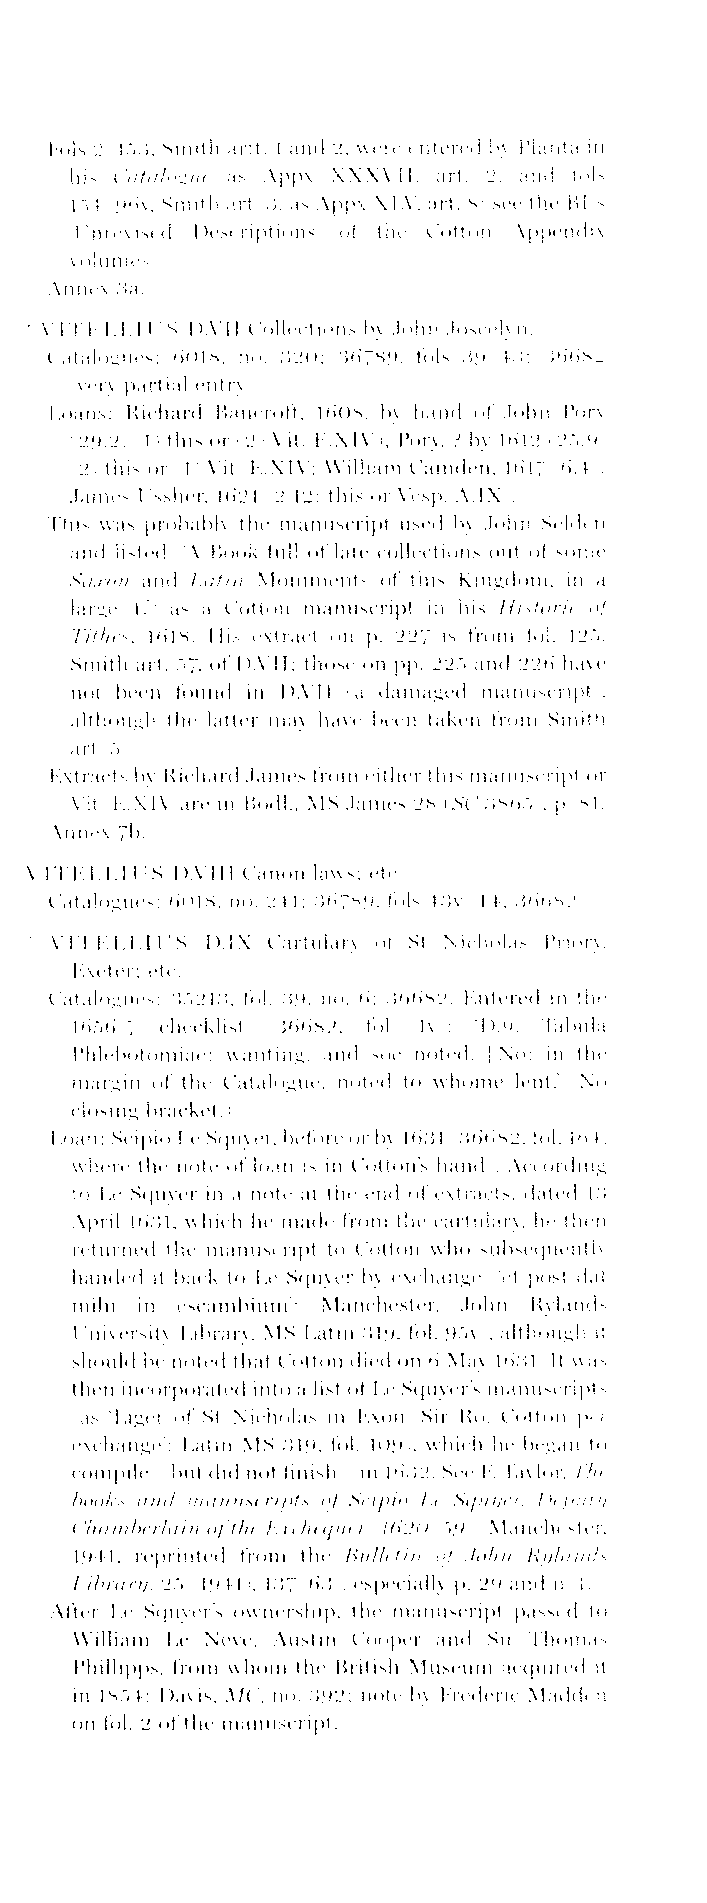 Fols 2–153, Smith artt. 1 and 2, were entered by Planta in
his Catalogue as Appx XXXVII, art. 2, and fols
154–96v, Smith art. 3, as Appx XLV, art. 8: see the BL's
'Unrevised Descriptions of the Cotton Appendix
volumes'.
Annex 3a.
* VITELLIUS D.VII Collections by John Joscelyn.
Catalogues: 6018, no. 320; 36789, fols 39–43; 36682
(very partial entry).
Loans: Richard Bancroft, 1608, by hand of John Pory
this or Vit. E.XIV), Pory, ? by 1612
this or Vit. E.XIV; William Camden, 1617
James Ussher, 1621 2.12: this or Vesp. A.IX
This was probably the manuscript used by John Selden
and listed ('A Book full of late collections out of some
Saxon and Latin Monuments of this Kingdom, in a
large 4.°') as a Cotton manuscript in his Historie of
Tithes, 1618. His extract on p. 227 is from fol. 125,
Smith art. 57, of D.VII; those on pp. 225 and 226 have
not been found in D.VII (a damaged manuscript),
although the latter may have been taken from Smith
art. 5.
Extracts by Richard James from either this manuscript or
Vit. E.XIV are in Bodl., MS James 28 (SC 3865), p. 81.
Annex 7b.
VITELLIUS D.VIII Canon laws; etc.
Catalogues: 6018, no. 241; 36789, fols 43v–44; 36682.
* VITELLIUS D.IX Cartulary of St Nicholas Priory,
Exeter; etc.
Catalogues: 35213, fol. 39, no. 6; 36682. Entered in the
1656–7 checklist (36682, fol. 1v): 'D.9. Tabula
Phlebotomiae: wanting, and soe noted. [No: in the
margin of the Catalogue, noted to whome lent.' (No
closing bracket.)
Loan: Scipio Le Squyer, before or by 1631 (36682, fol. 164,
where the note of loan is in Cotton's hand). According
to Le Squyer in a note at the end of extracts, dated 13
April 1631, which he made from the cartulary, he then
returned the manuscript to Cotton who subsequently
handed it back to Le Squyer by exchange ('et post dat
mihi in escambium': Manchester, John Rylands
University Library, MS Latin 319, fol. 95v), although it
should be noted that Cotton died on 6 May 1631. It was
then incorporated into a list of Le Squyer's manuscripts
(as 'Lager of St Nicholas in Exon. Sir Ro. Cotton per
exchange': Latin MS 319, fol. 109), which he began to
compile – but did not finish – in 1632. See F. Taylor, The
books and manuscripts of Scipio Le Squyer, Deputy
Chamberlain of the Exchequer (1620–59) (Manchester,
1941, reprinted from the Bulletin of John Rylands
Library, 25 (1941), 137–64), especially p. 29 and n. 1.
After Le Squyer's ownership, the manuscript passed to
William Le Neve, Austin Cooper and Sir Thomas
Phillipps, from whom the British Museum acquired it
in 1854: Davis, MC, no. 392; note by Frederic Madden
on fol. 2 of the manuscript.